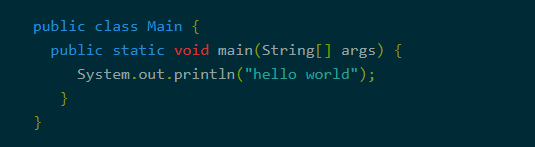 public class Main {
  public static void main(String[] args) {
     System.out.println("hello world");
   }
}